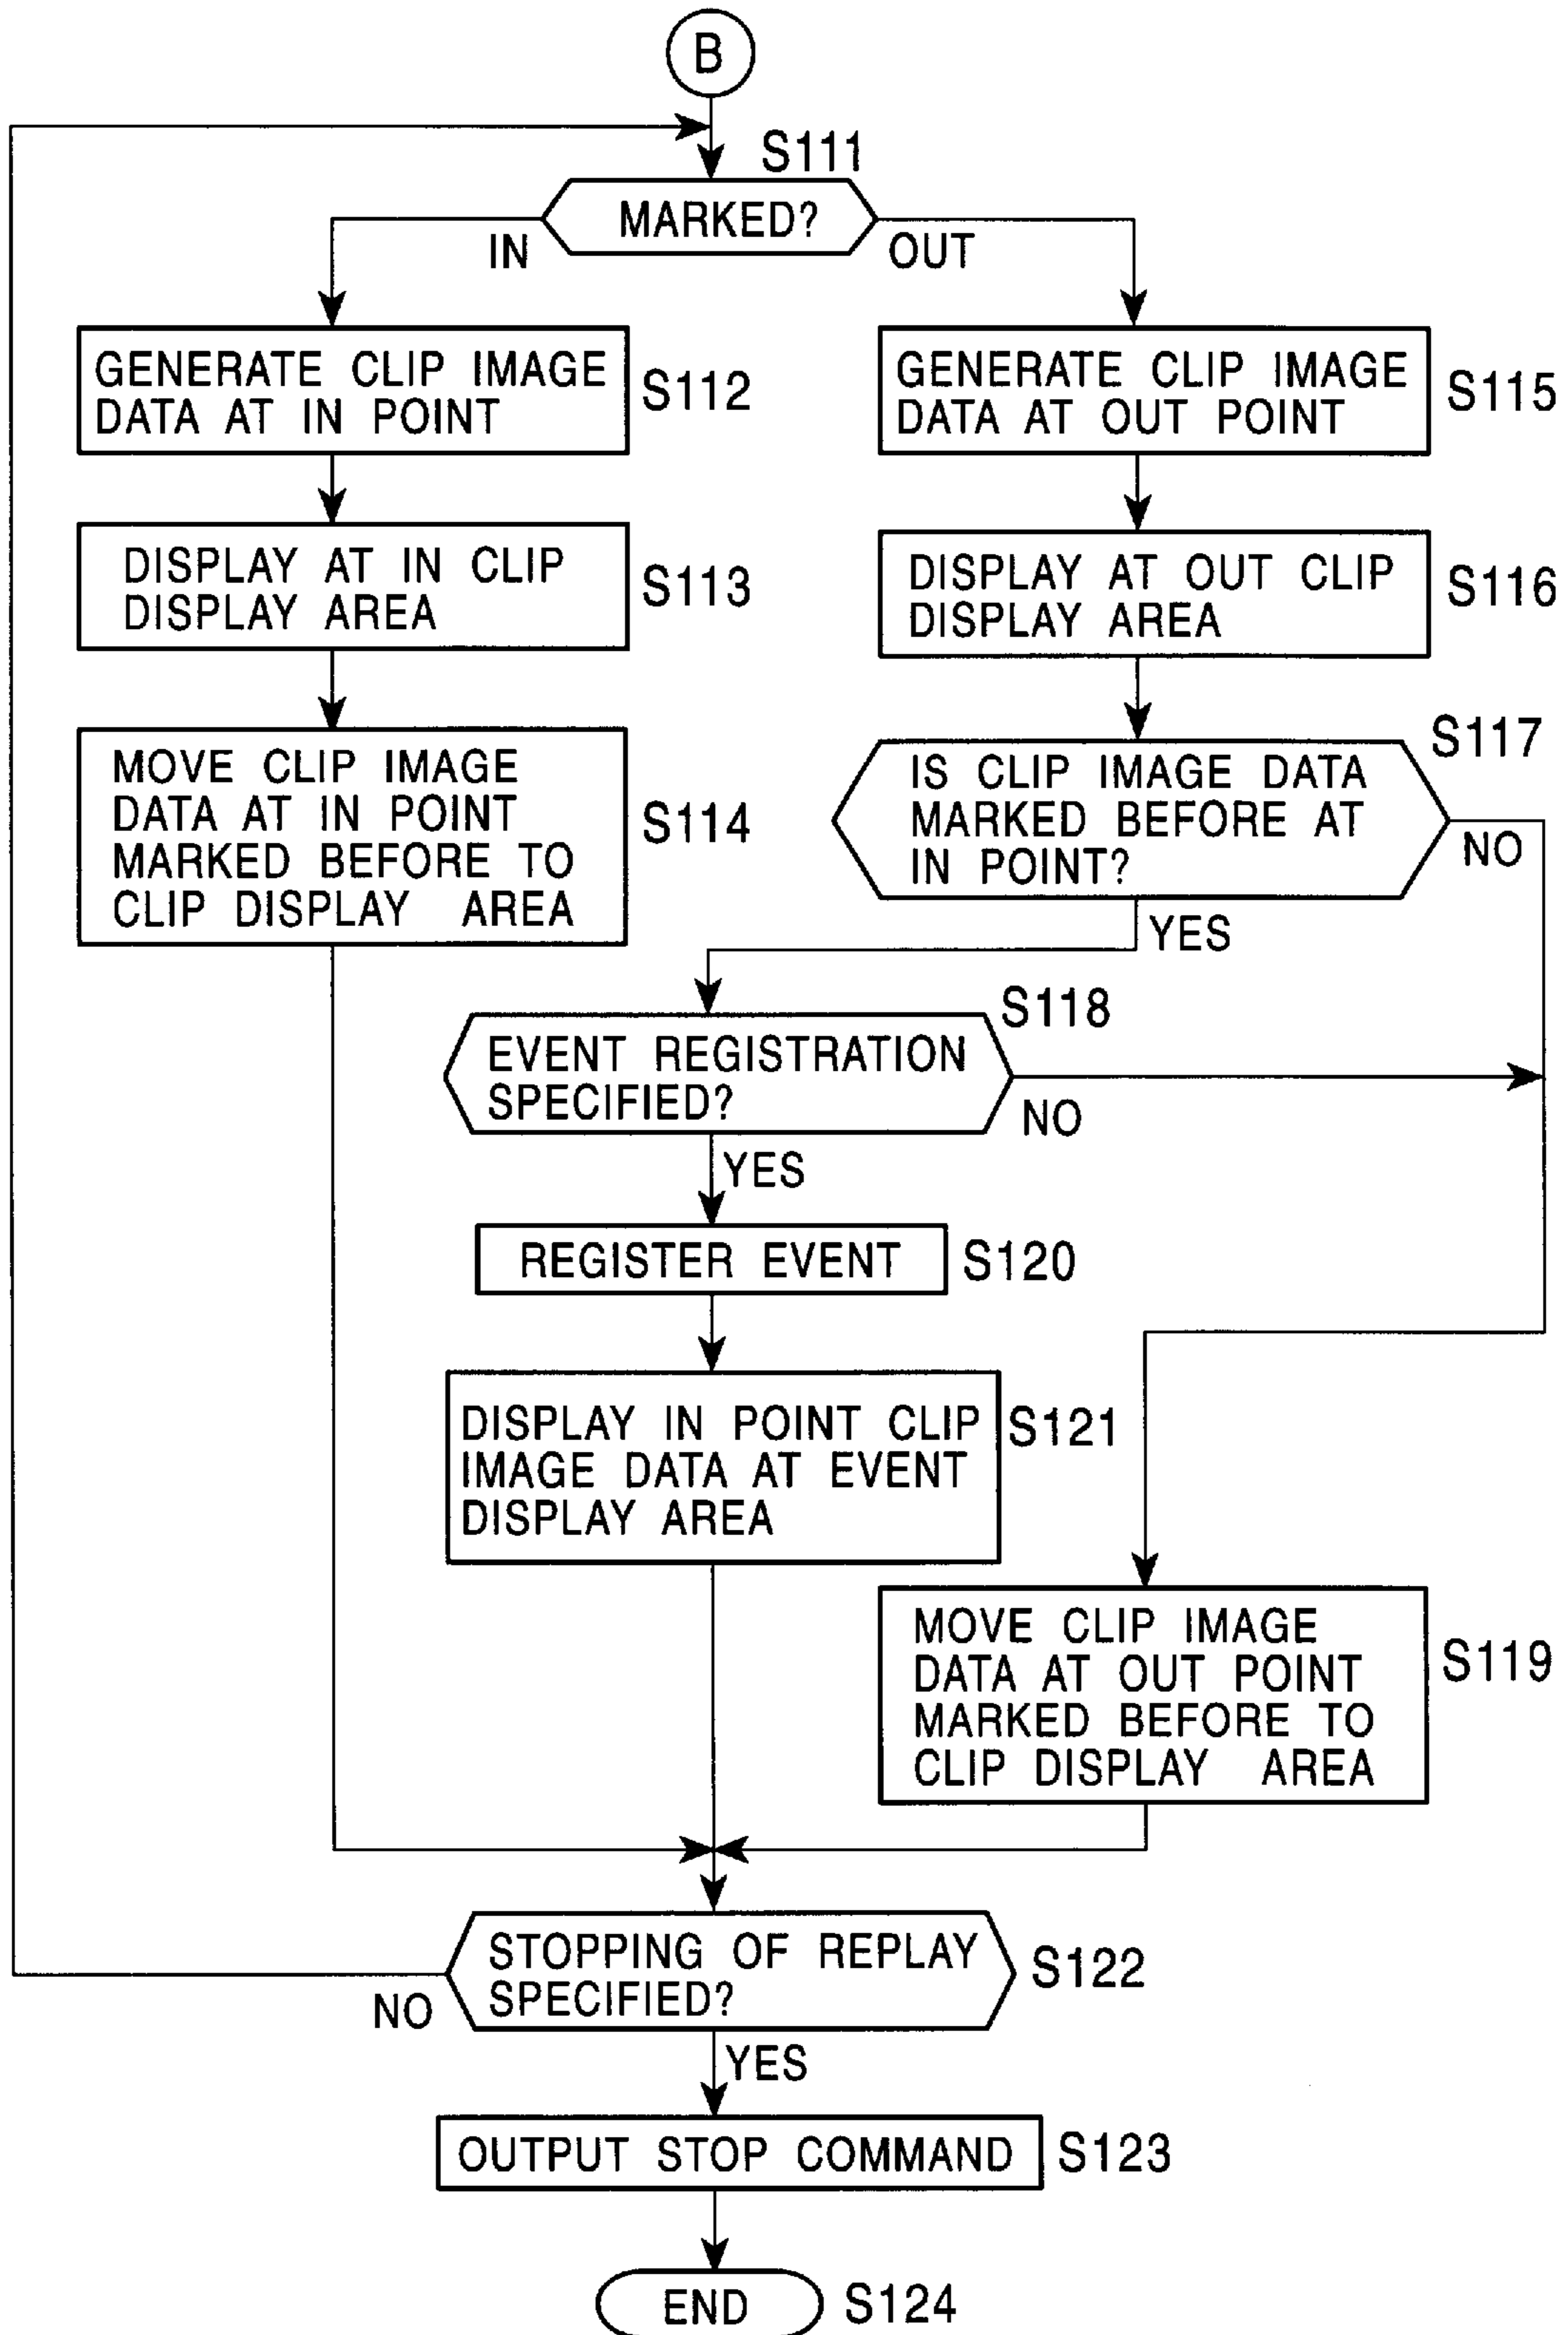 B
S111
MARKED?
IN
OUT
GENERATE CLIP IMAGE
DATA AT IN POINT
S112
GENERATE CLIP IMAGE
DATA AT OUT POINT
S115
DISPLAY AT IN CLIP
DISPLAY AREA
S113
DISPLAY AT OUT CLIP
DISPLAY AREA
S116
MOVE CLIP IMAGE
DATA AT IN POINT
MARKED BEFORE TO
CLIP DISPLAY AREA
S114
S117
IS CLIP IMAGE DATA
MARKED BEFORE AT
IN POINT?
NO
YES
S118
EVENT REGISTRATION
SPECIFIED?
NO
YES
REGISTER EVENT
S120
DISPLAY IN POINT CLIP
IMAGE DATA AT EVENT
DISPLAY AREA
S121
MOVE CLIP IMAGE
DATA AT OUT POINT
MARKED BEFORE TO
CLIP DISPLAY AREA
S119
STOPPING OF REPLAY
SPECIFIED?
S122
NO
YES
OUTPUT STOP COMMAND
S123
END
S124